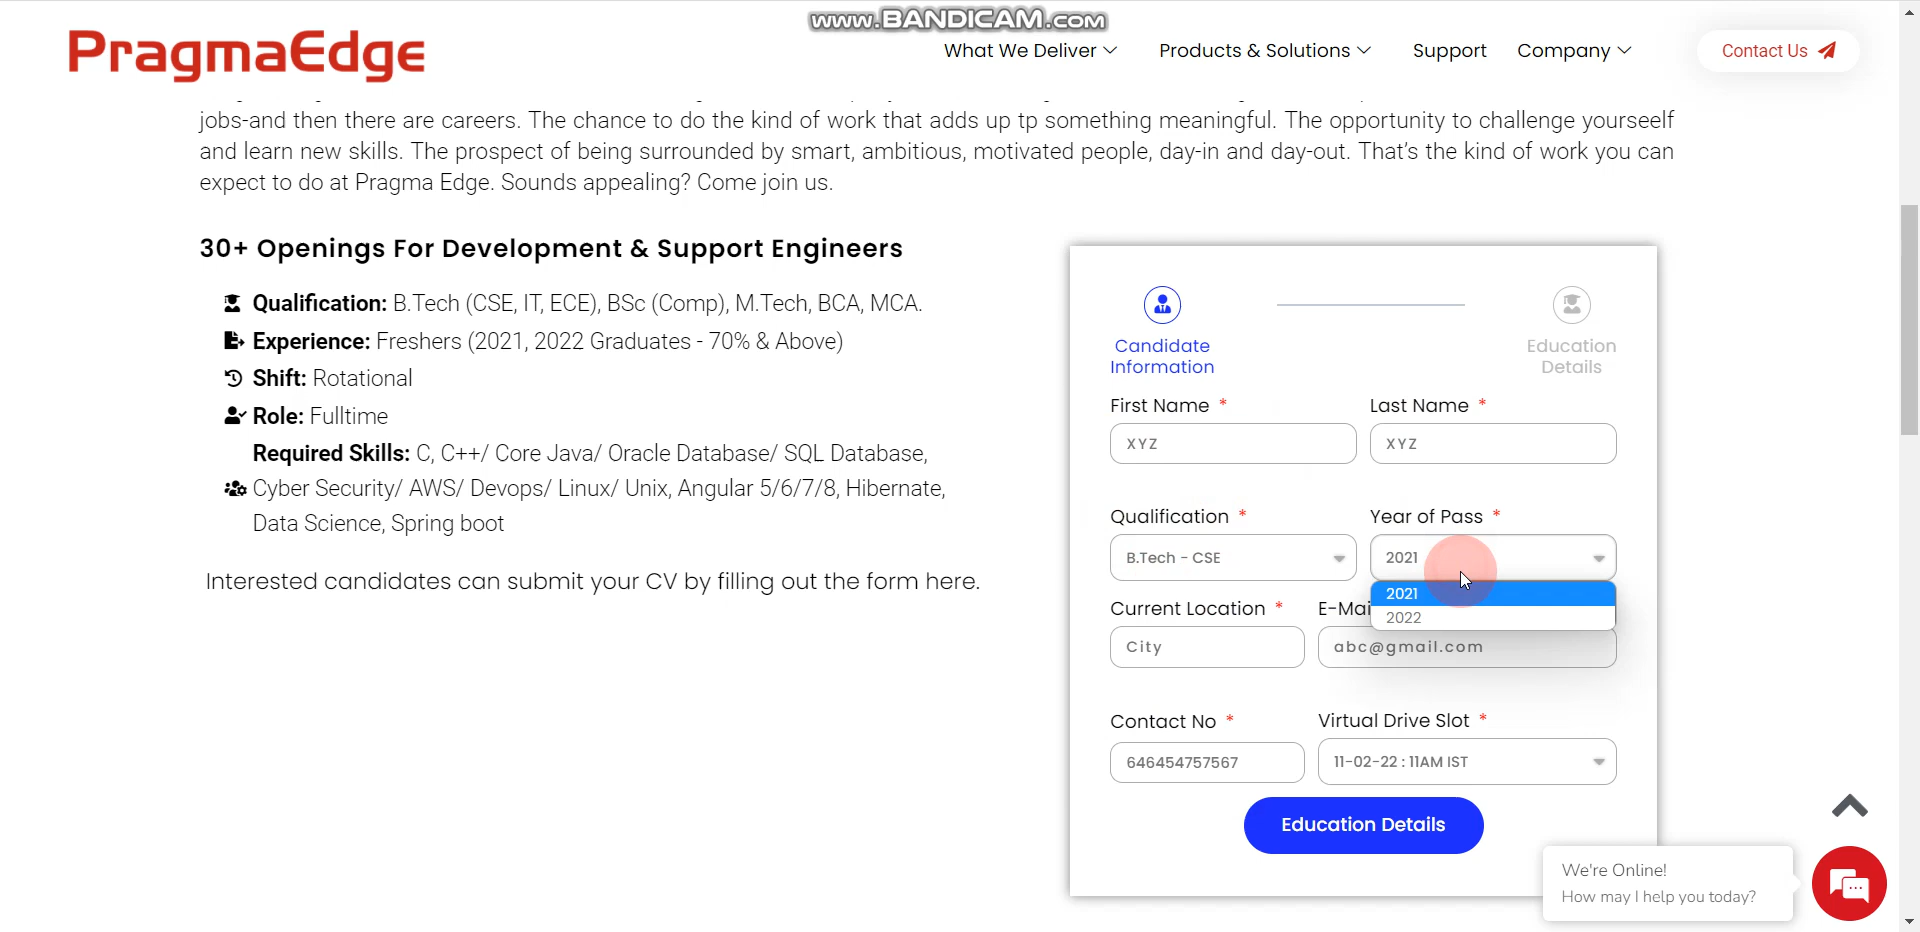 www.BANDICAM.com
PragmaEdge
What We Deliver
Products & Solutions
Support
Company
Contact Us
jobs-and then there are careers. The chance to do the kind of work that adds up tp something meaningful. The opportunity to challenge yourseelf
and learn new skills. The prospect of being surrounded by smart, ambitious, motivated people, day-in and day-out. That's the kind of work you can
expect to do at Pragma Edge. Sounds appealing? Come join us.
30+ Openings For Development & Support Engineers
Qualification: B.Tech (CSE, IT, ECE), BSc (Comp), M.Tech, BCA, MCA.
Experience: Freshers (2021, 2022 Graduates - 70% & Above)
Shift: Rotational
Role: Fulltime
Required Skills: C, C++/ Core Java/ Oracle Database/ SQL Database,
Cyber Security/ AWS/ Devops/ Linux/ Unix, Angular 5/6/7/8, Hibernate,
Data Science, Spring boot
Interested candidates can submit your CV by filling out the form here.
Candidate
Information
Education
Details
First Name *
Last Name *
XYZ
XYZ
Qualification *
Year of Pass *
B.Tech - CSE
2021
2021
2022
Current Location *
E-Mai
City
abc@gmail.com
Contact No *
Virtual Drive Slot *
646454757567
11-02-22 : 11AM IST
Education Details
We're Online!
How may I help you today?